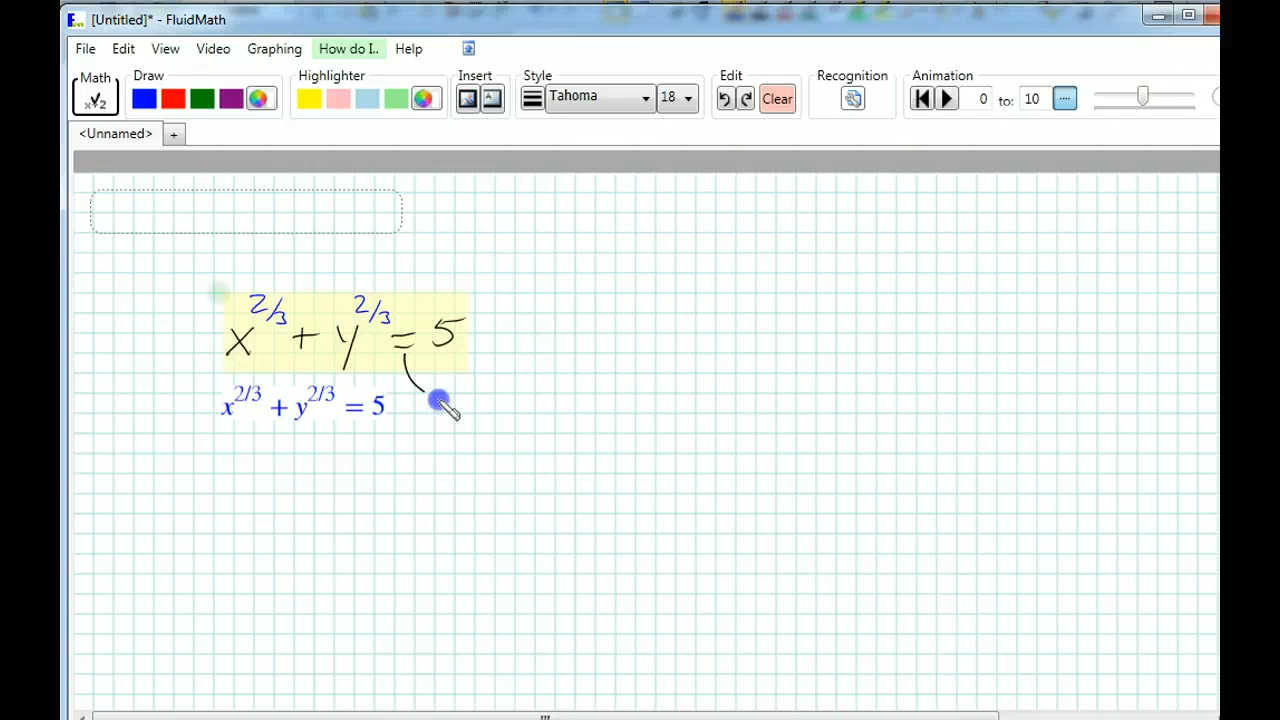 [Untitled]* - FluidMath
File Edit View Video Graphing How do I.. Help
Math Draw Highlighter Insert Style Edit Recognition Animation
x√2 Tahoma 18 Clear 0 to: 10
<Unnamed> +
x^2/3 + y^2/3 = 5
x^2/3 + y^2/3 = 5